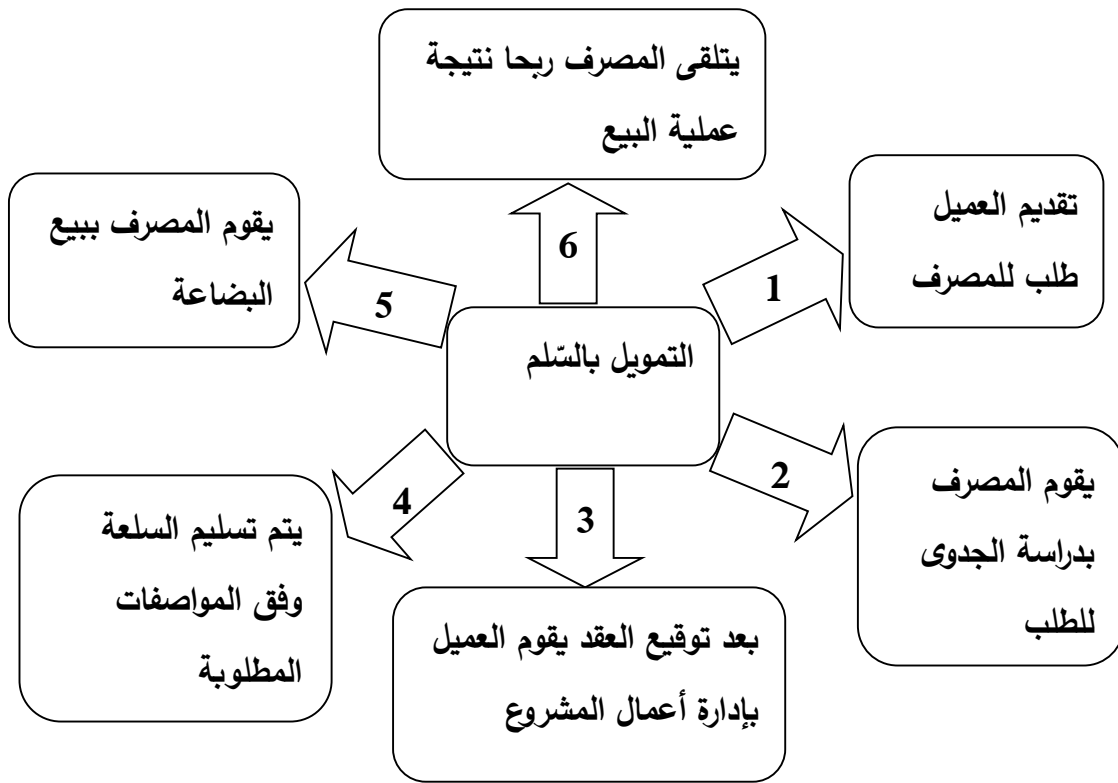 يتلقى المصرف ربحا نتيجة
عملية البيع
6
تقديم العميل
طلب للمصرف
1
يقوم المصرف ببيع
البضاعة
5
التمويل بالسّلم
يقوم المصرف
بدراسة الجدوى
للطلب
2
يتم تسليم السلعة
وفق المواصفات
المطلوبة
4
3
بعد توقيع العقد يقوم العميل
بإدارة أعمال المشروع